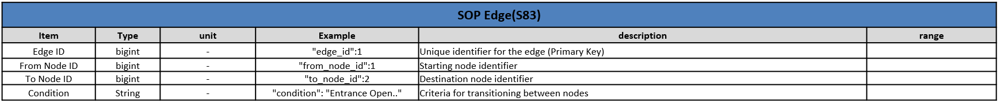 SOP Edge(S83)
Item Type unit Example description range
Edge ID bigint - "edge_id":1 Unique identifier for the edge (Primary Key)
From Node ID bigint - "from_node_id":1 Starting node identifier
To Node ID bigint - "to_node_id":2 Destination node identifier
Condition String - "condition": "Entrance Open.." Criteria for transitioning between nodes